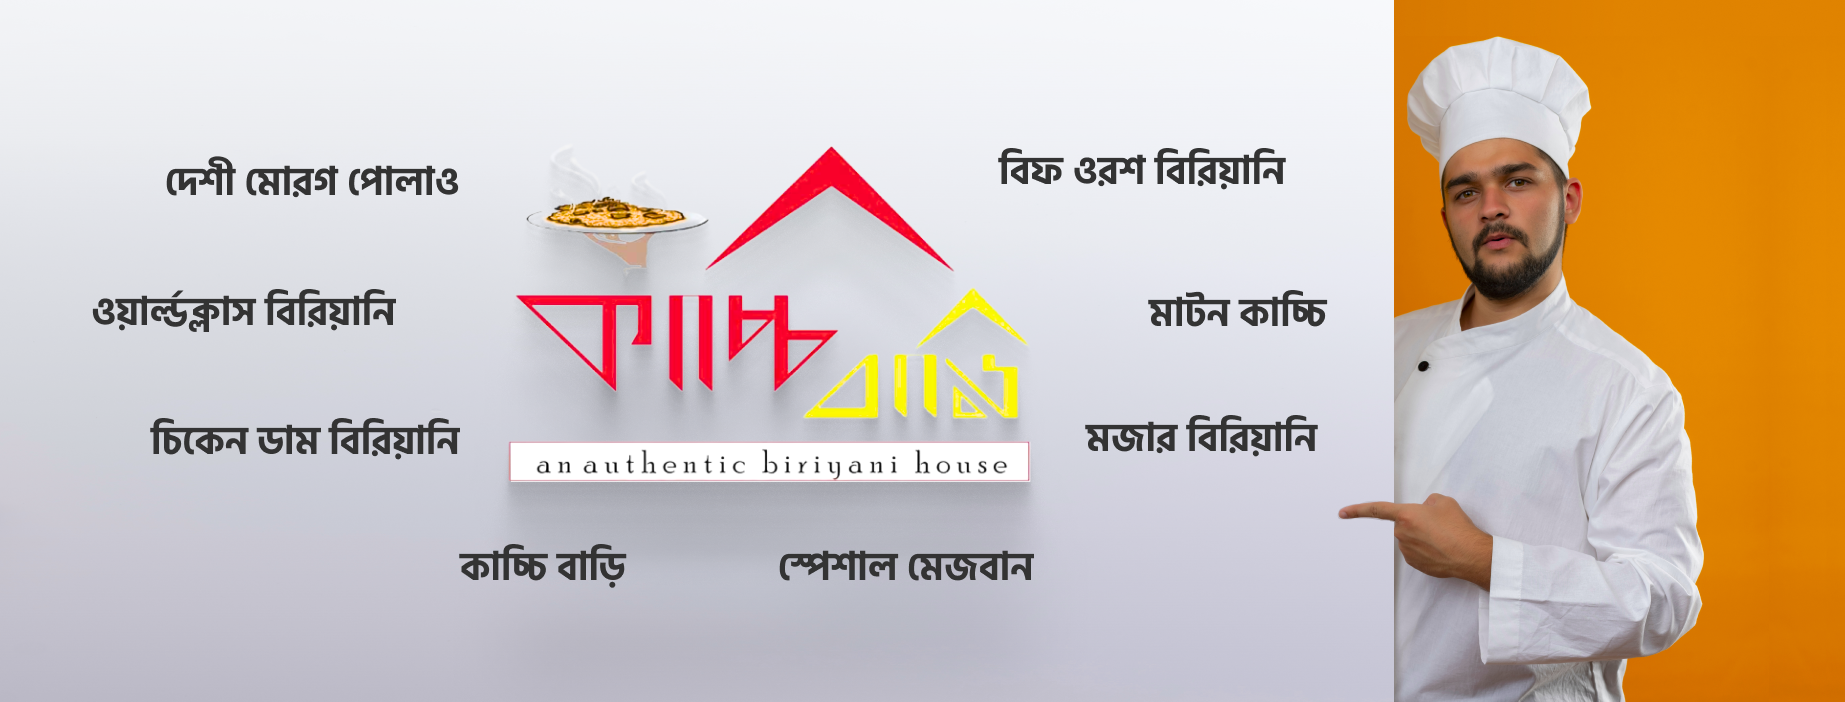 দেশী মোরগ পোলাও
বিফ ওরশ বিরিয়ানি
ওয়ার্ল্ডক্লাস বিরিয়ানি
মাটন কাচ্চি
কাচ্চি
বাড়ি
চিকেন ডাম বিরিয়ানি
মজার বিরিয়ানি
an authentic biriyani house
কাচ্চি বাড়ি
স্পেশাল মেজবান